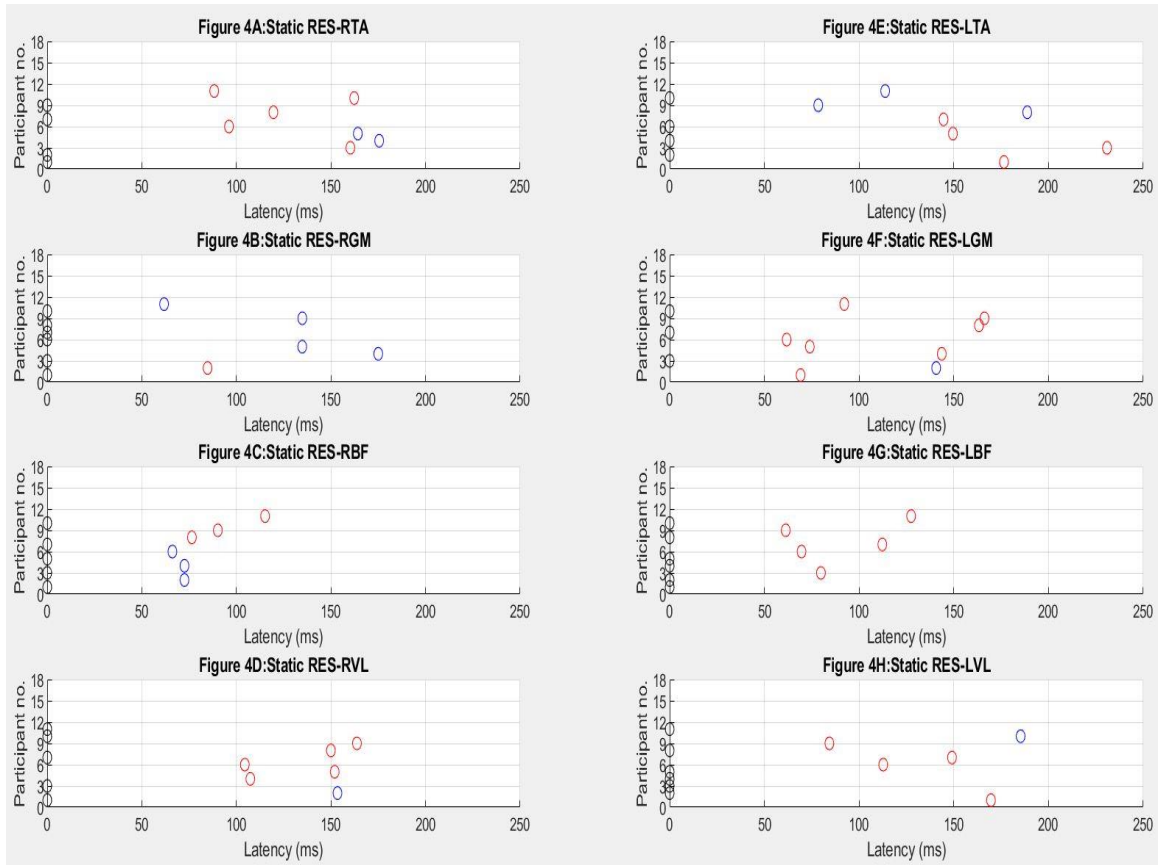 Figure 4A:Static RES-RTA
Participant no.
18
15
12
9
6
3
0
0 50 100 150 200 250
Latency (ms)
Figure 4E:Static RES-LTA
Participant no.
18
15
12
9
6
3
0
0 50 100 150 200 250
Latency (ms)
Figure 4B:Static RES-RGM
Participant no.
18
15
12
9
6
3
0
0 50 100 150 200 250
Latency (ms)
Figure 4F:Static RES-LGM
Participant no.
18
15
12
9
6
3
0
0 50 100 150 200 250
Latency (ms)
Figure 4C:Static RES-RBF
Participant no.
18
15
12
9
6
3
0
0 50 100 150 200 250
Latency (ms)
Figure 4G:Static RES-LBF
Participant no.
18
15
12
9
6
3
0
0 50 100 150 200 250
Latency (ms)
Figure 4D:Static RES-RVL
Participant no.
18
15
12
9
6
3
0
0 50 100 150 200 250
Latency (ms)
Figure 4H:Static RES-LVL
Participant no.
18
15
12
9
6
3
0
0 50 100 150 200 250
Latency (ms)